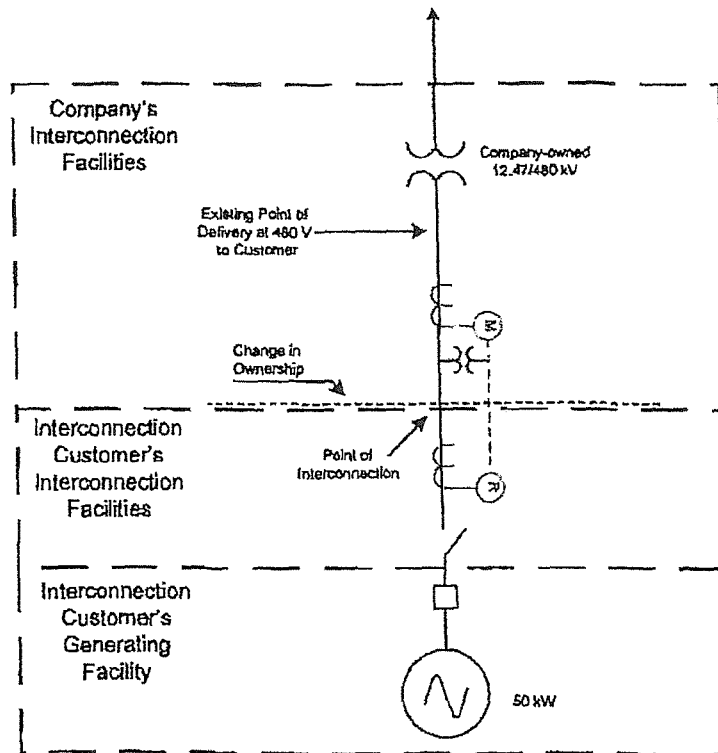 Company's
Interconnection
Facilities
Company-owned
12.47/480 kV
Existing Point of
Delivery at 480 V
to Customer
M
Change in
Ownership
Interconnection
Customer's
Interconnection
Facilities
Point of
Interconnection
R
Interconnection
Customer's
Generating
Facility
50 kW